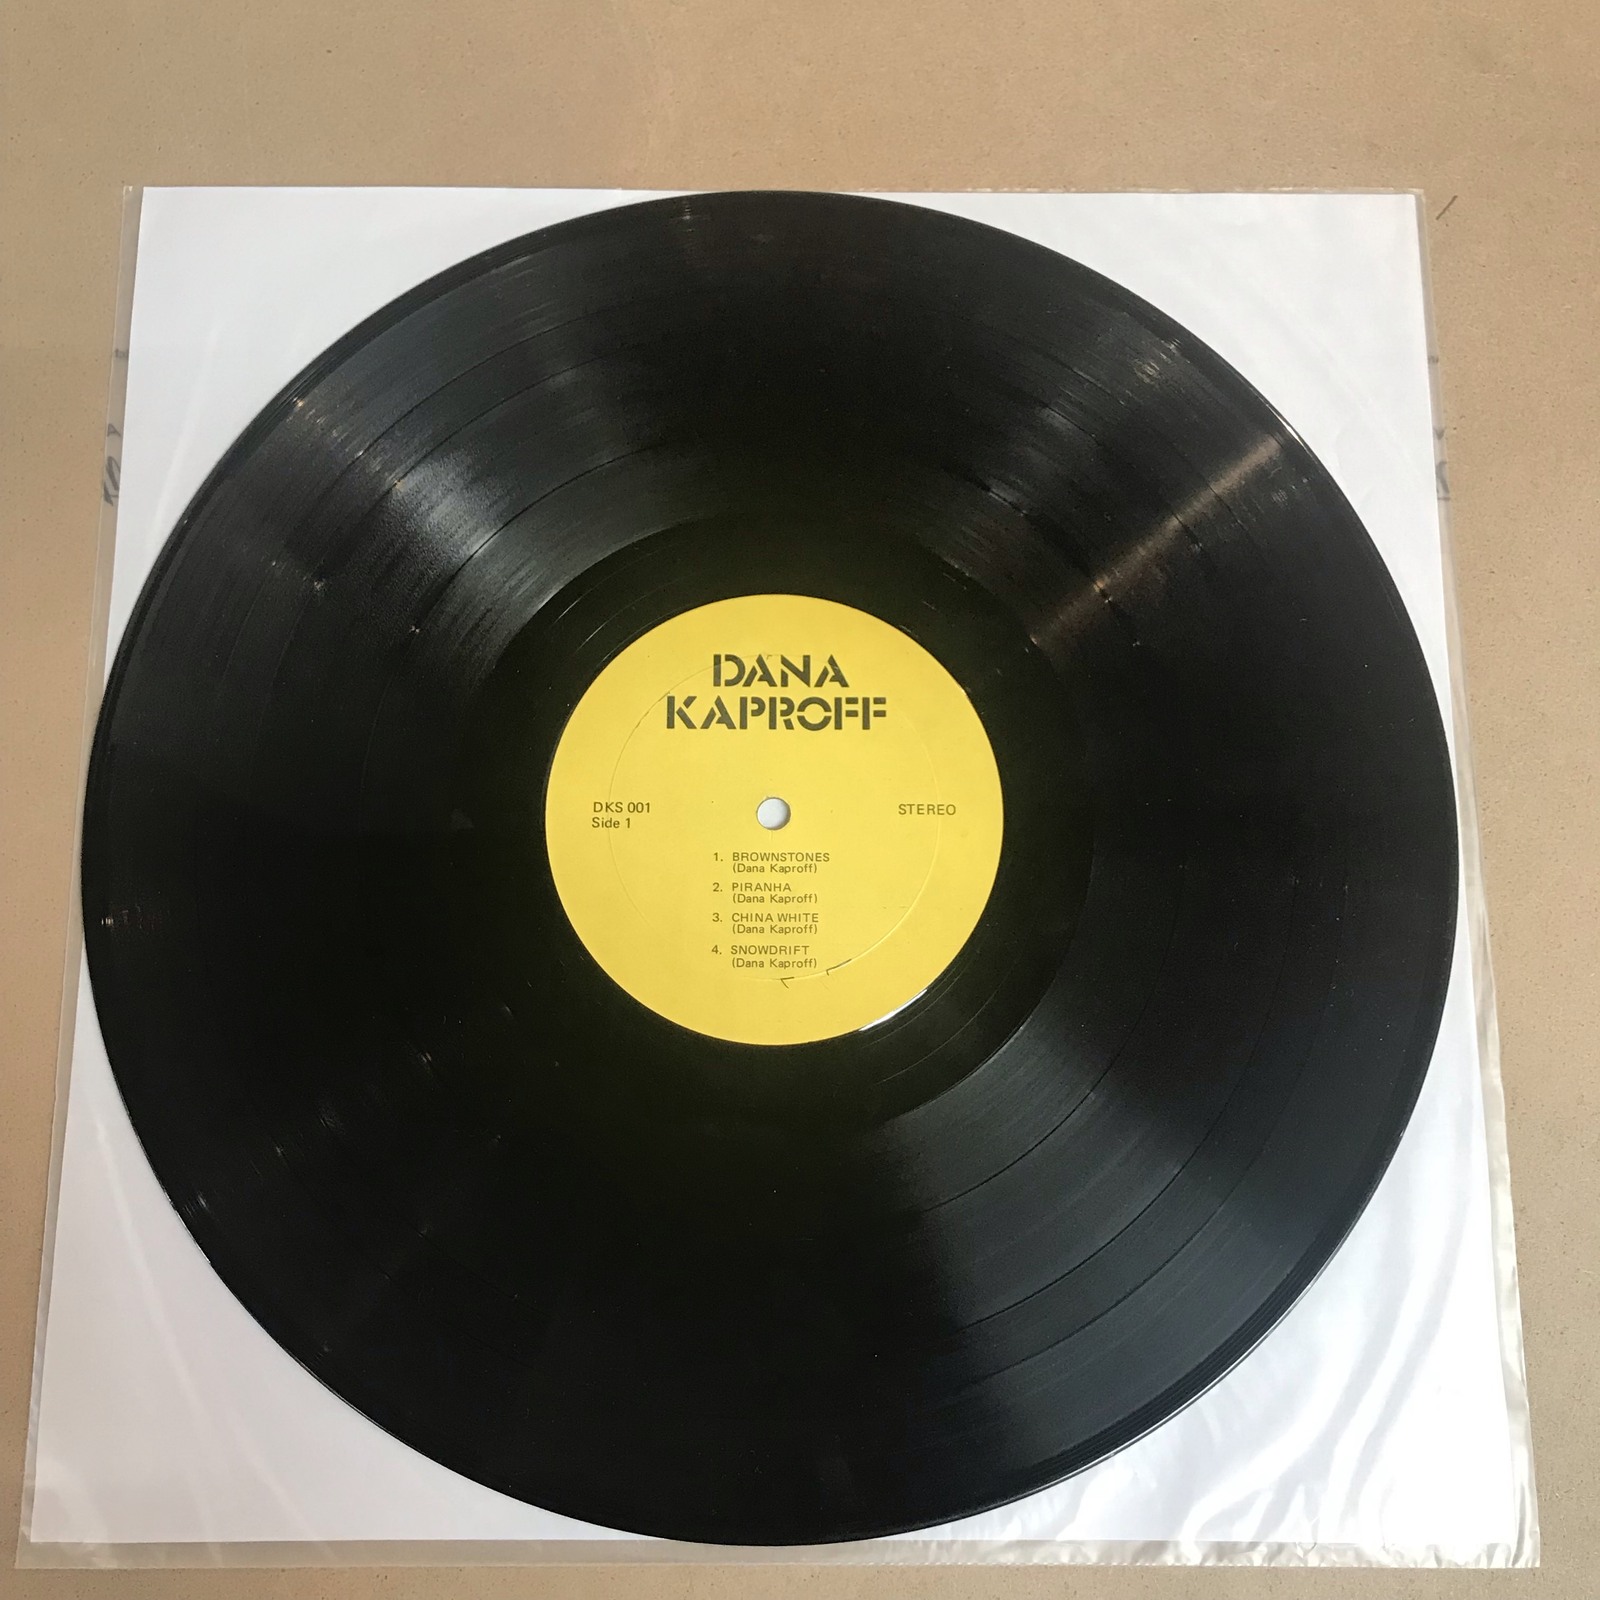 DANA
KAPROFF
DKS 001
Side 1
STEREO
1. BROWNSTONES
(Dana Kaproff)
2. PIRANHA
(Dana Kaproff)
3. CHINA WHITE
(Dana Kaproff)
4. SNOWDRIFT
(Dana Kaproff)